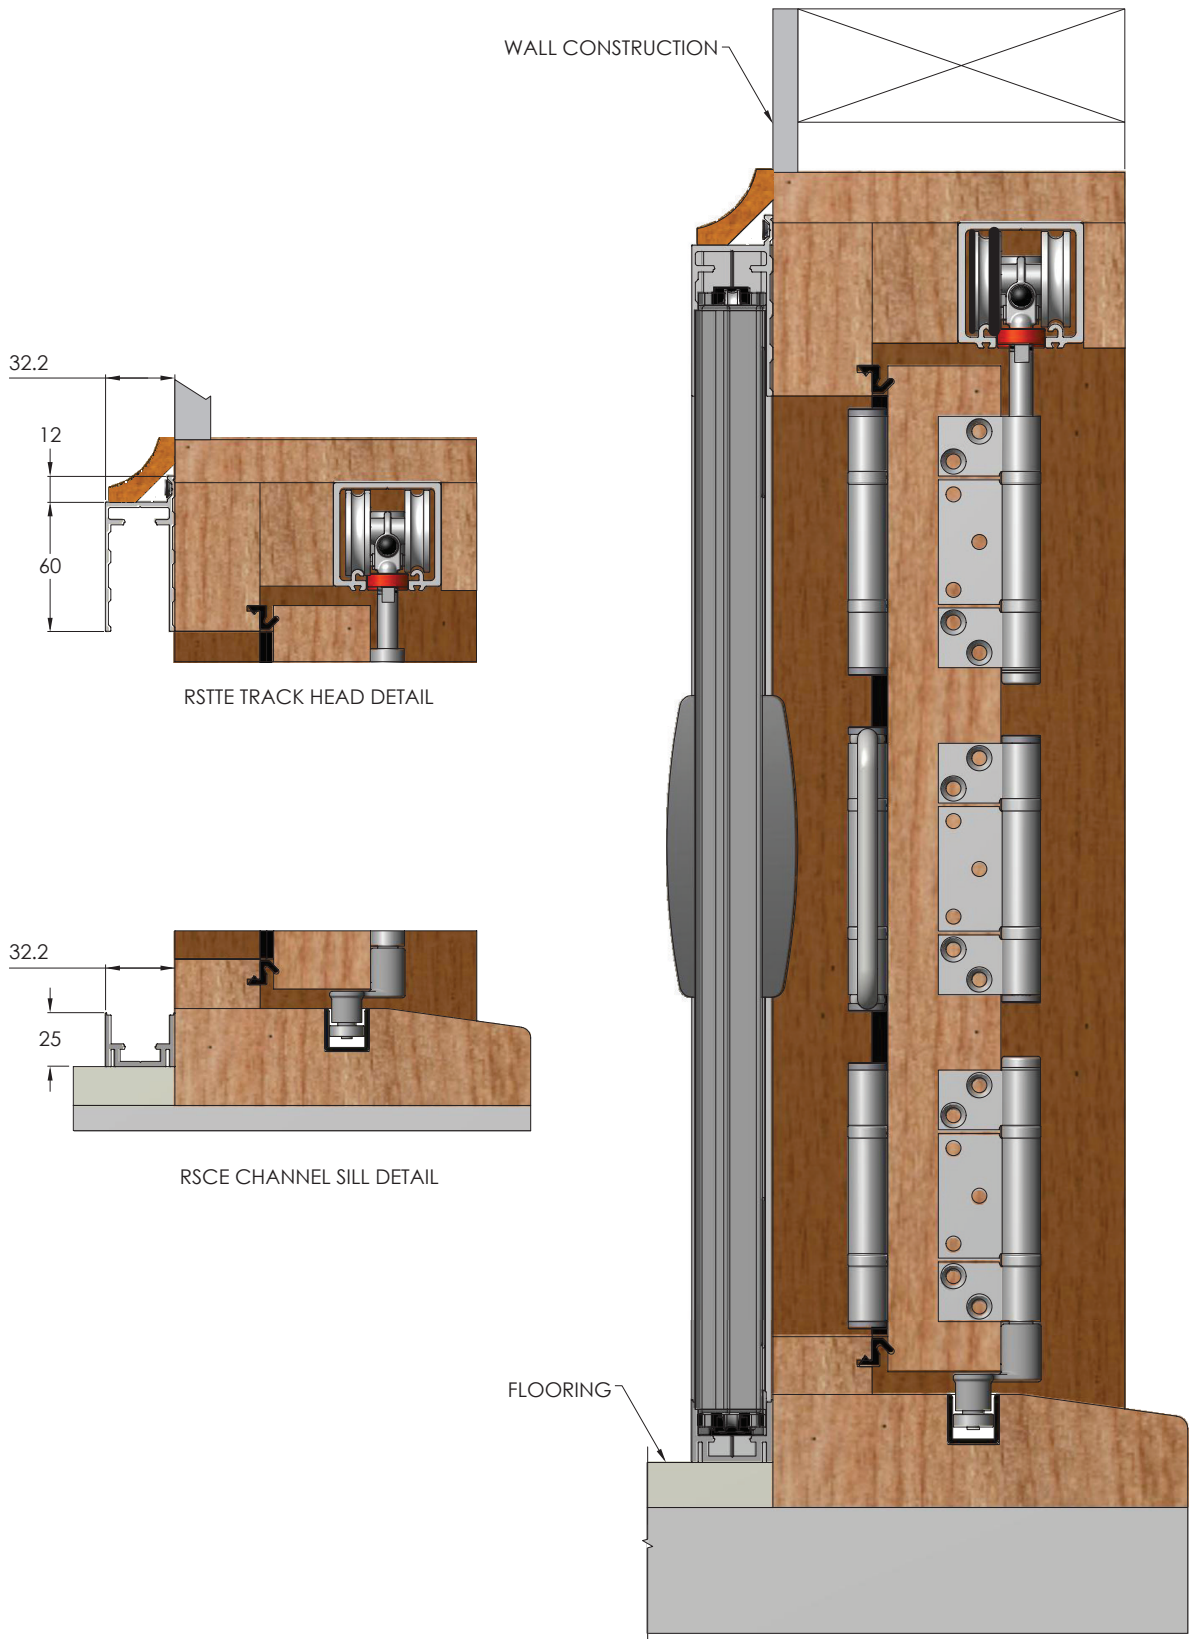 WALL CONSTRUCTION
32.2
12
60
RSTTE TRACK HEAD DETAIL
32.2
25
RSCE CHANNEL SILL DETAIL
FLOORING